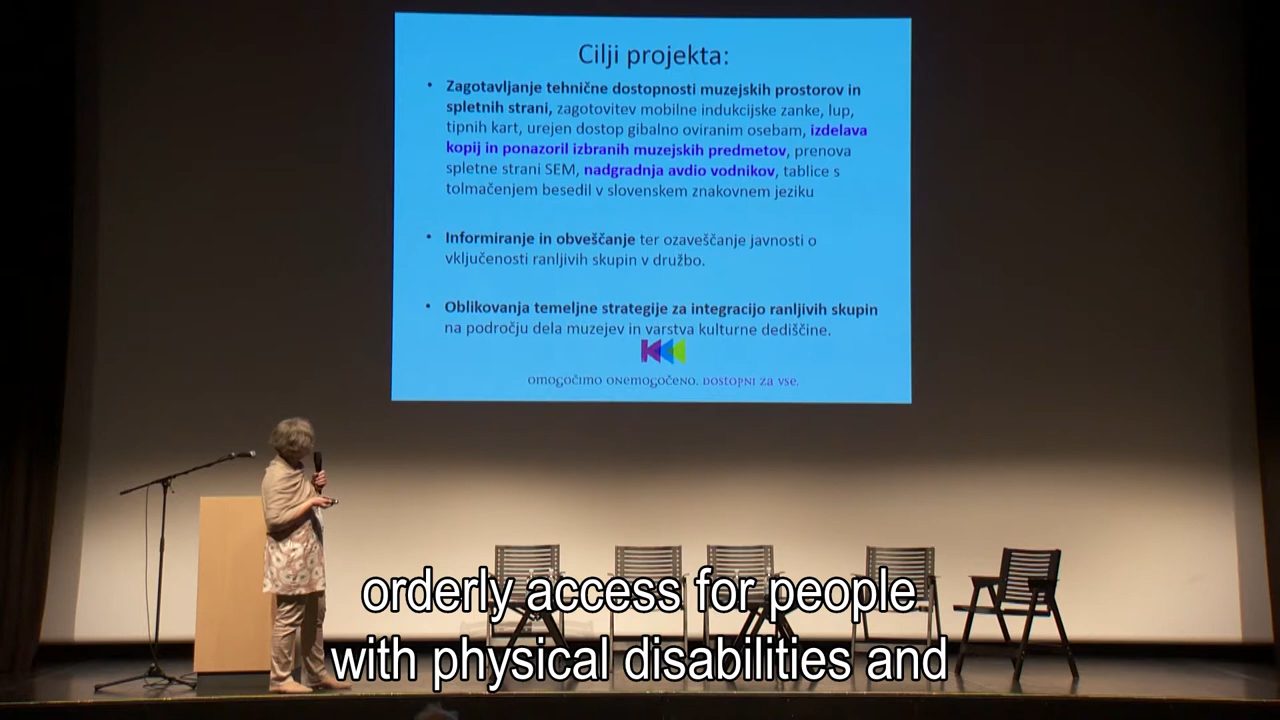 Cilji projekta:
• Zagotavljanje tehnične dostopnosti muzejskih prostorov in
spletnih strani, zagotovitev mobilne indukcijske zanke, lup,
tipnih kart, urejen dostop gibalno oviranim osebam, izdelava
kopij in ponazoril izbranih muzejskih predmetov, prenova
spletne strani SEM, nadgradnja avdio vodnikov, tablice s
tolmačenjem besedil v slovenskem znakovnem jeziku
• Informiranje in obveščanje ter ozaveščanje javnosti o
vključenosti ranljivih skupin v družbo.
• Oblikovanja temeljne strategije za integracijo ranljivih skupin
na področju dela muzejev in varstva kulturne dediščine.
omogočimo onemogočeno. Dostopni za vse.
orderly access for people
with physical disabilities and